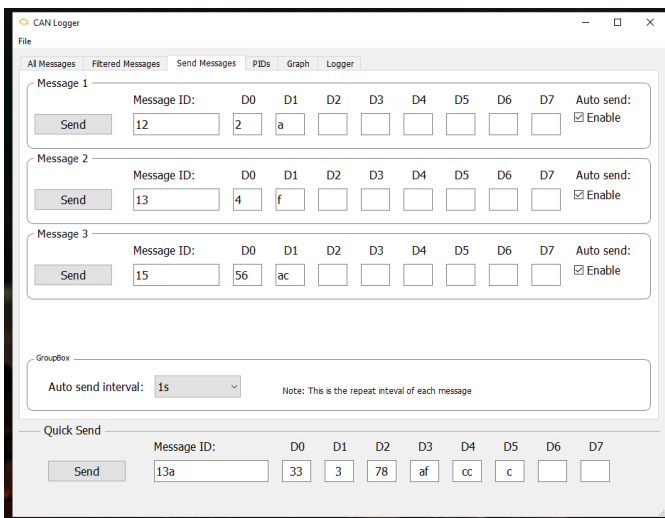 CAN Logger
File
All Messages Filtered Messages Send Messages PIDs Graph Logger
Message 1
Message ID: D0 D1 D2 D3 D4 D5 D6 D7 Auto send:
Send 12 2 a Enable
Message 2
Message ID: D0 D1 D2 D3 D4 D5 D6 D7 Auto send:
Send 13 4 f Enable
Message 3
Message ID: D0 D1 D2 D3 D4 D5 D6 D7 Auto send:
Send 15 56 ac Enable
GroupBox
Auto send interval: 1s Note: This is the repeat inteval of each message
Quick Send
Message ID: D0 D1 D2 D3 D4 D5 D6 D7
Send 13a 33 3 78 af cc c